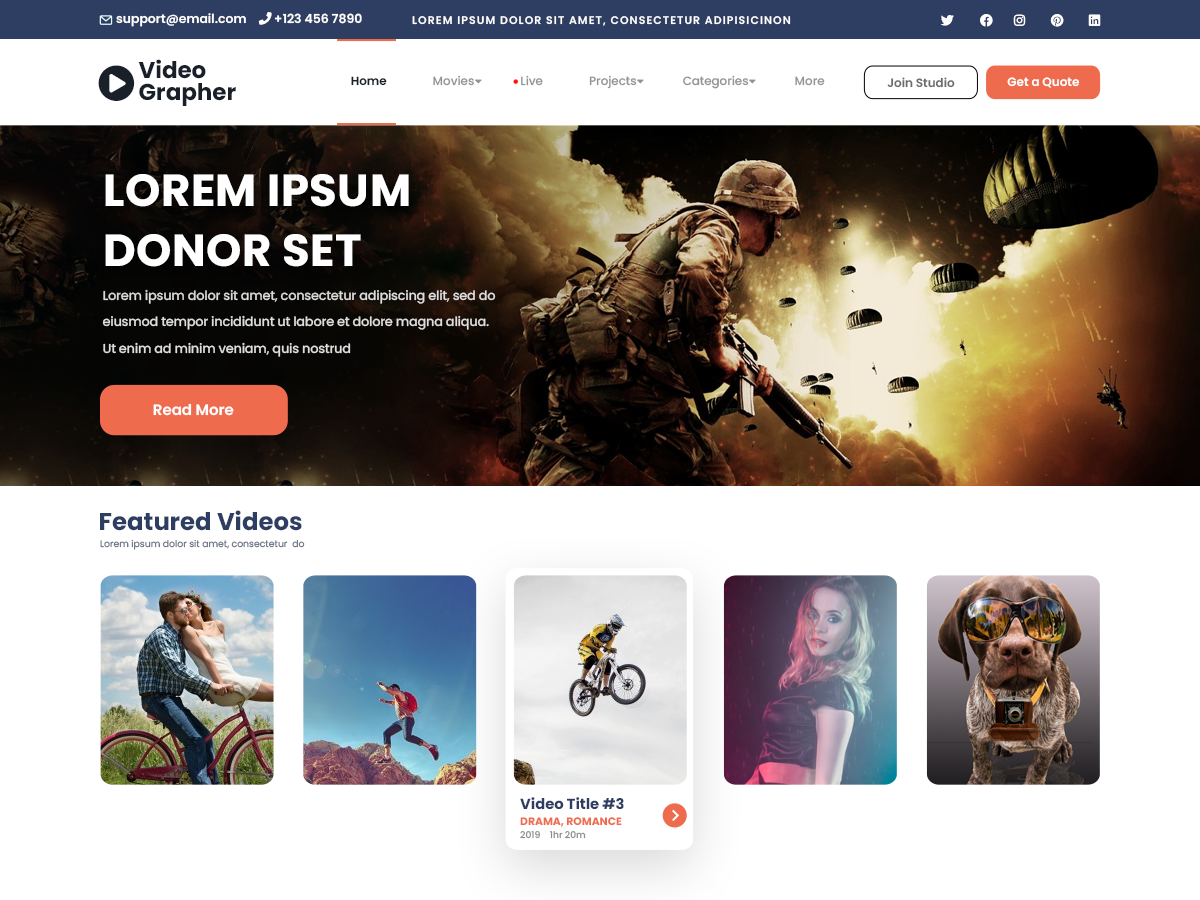 support@email.com +123 456 7890 LOREM IPSUM DOLOR SIT AMET, CONSECTETUR ADIPISICINON
Video
Grapher
Home Movies Live Projects Categories More Join Studio Get a Quote
LOREM IPSUM
DONOR SET
Lorem ipsum dolor sit amet, consectetur adipiscing elit, sed do
eiusmod tempor incididunt ut labore et dolore magna aliqua.
Ut enim ad minim veniam, quis nostrud
Read More
Featured Videos
Lorem ipsum dolor sit amet, consectetur do
Video Title #3
DRAMA, ROMANCE
2019 1hr 20m